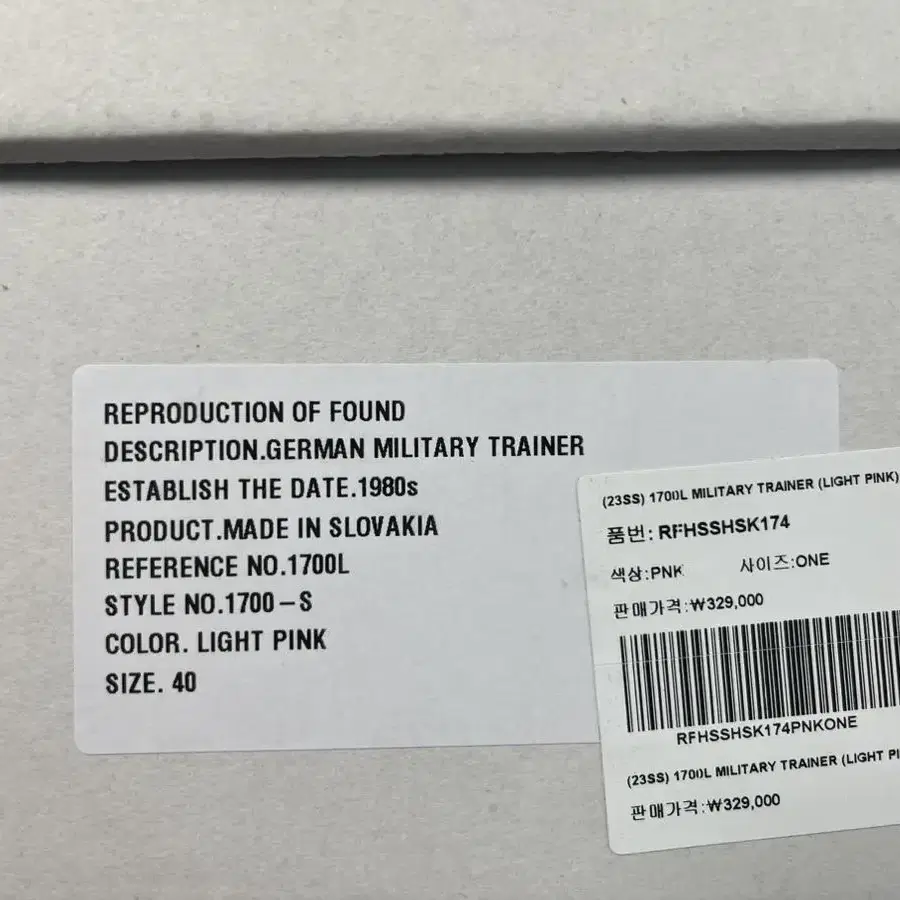 REPRODUCTION OF FOUND
DESCRIPTION.GERMAN MILITARY TRAINER
ESTABLISH THE DATE.1980s
PRODUCT.MADE IN SLOVAKIA
REFERENCE NO.1700L
STYLE NO.1700-S
COLOR. LIGHT PINK
SIZE. 40
(23SS) 1700L MILITARY TRAINER (LIGHT PINK)
품번: RFHSSHSK174
색상:PNK 사이즈:ONE
판매가격:₩329,000
RFHSSHSK174PNKONE
(23SS) 1700L MILITARY TRAINER (LIGHT
판매가격:₩329,000